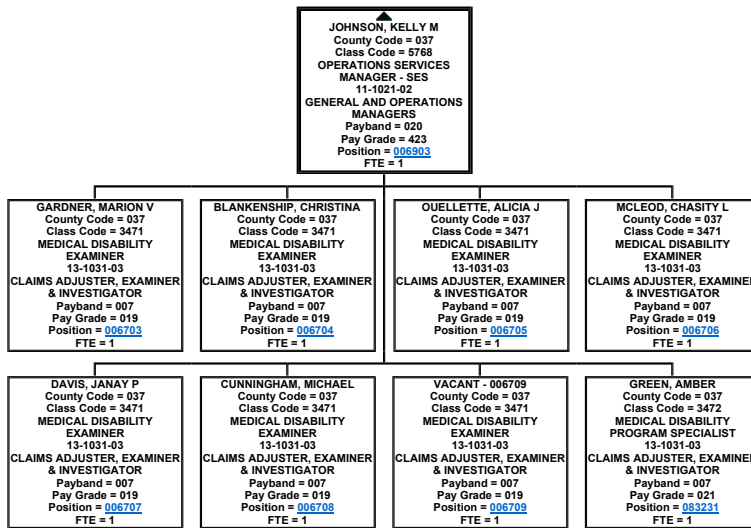 JOHNSON, KELLY M
County Code = 037
Class Code = 5768
OPERATIONS SERVICES
MANAGER - SES
11-1021-02
GENERAL AND OPERATIONS
MANAGERS
Payband = 020
Pay Grade = 423
Position = 006903
FTE = 1
GARDNER, MARION V
County Code = 037
Class Code = 3471
MEDICAL DISABILITY
EXAMINER
13-1031-03
CLAIMS ADJUSTER, EXAMINER
& INVESTIGATOR
Payband = 007
Pay Grade = 019
Position = 006703
FTE = 1
BLANKENSHIP, CHRISTINA
County Code = 037
Class Code = 3471
MEDICAL DISABILITY
EXAMINER
13-1031-03
CLAIMS ADJUSTER, EXAMINER
& INVESTIGATOR
Payband = 007
Pay Grade = 019
Position = 006704
FTE = 1
OUELLETTE, ALICIA J
County Code = 037
Class Code = 3471
MEDICAL DISABILITY
EXAMINER
13-1031-03
CLAIMS ADJUSTER, EXAMINER
& INVESTIGATOR
Payband = 007
Pay Grade = 019
Position = 006705
FTE = 1
MCLEOD, CHASITY L
County Code = 037
Class Code = 3471
MEDICAL DISABILITY
EXAMINER
13-1031-03
CLAIMS ADJUSTER, EXAMINER
& INVESTIGATOR
Payband = 007
Pay Grade = 019
Position = 006706
FTE = 1
DAVIS, JANAY P
County Code = 037
Class Code = 3471
MEDICAL DISABILITY
EXAMINER
13-1031-03
CLAIMS ADJUSTER, EXAMINER
& INVESTIGATOR
Payband = 007
Pay Grade = 019
Position = 006707
FTE = 1
CUNNINGHAM, MICHAEL
County Code = 037
Class Code = 3471
MEDICAL DISABILITY
EXAMINER
13-1031-03
CLAIMS ADJUSTER, EXAMINER
& INVESTIGATOR
Payband = 007
Pay Grade = 019
Position = 006708
FTE = 1
VACANT - 006709
County Code = 037
Class Code = 3471
MEDICAL DISABILITY
EXAMINER
13-1031-03
CLAIMS ADJUSTER, EXAMINER
& INVESTIGATOR
Payband = 007
Pay Grade = 019
Position = 006709
FTE = 1
GREEN, AMBER
County Code = 037
Class Code = 3472
MEDICAL DISABILITY
PROGRAM SPECIALIST
13-1031-03
CLAIMS ADJUSTER, EXAMINER
& INVESTIGATOR
Payband = 007
Pay Grade = 021
Position = 083231
FTE = 1